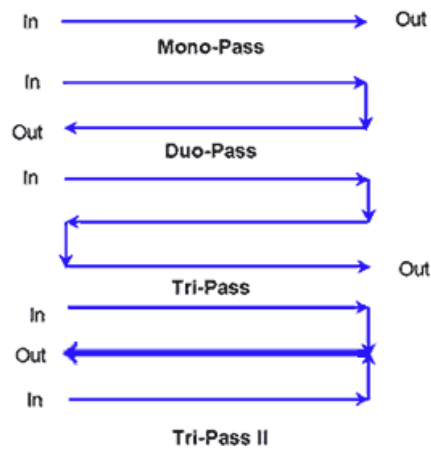 In Out
Mono-Pass
In
Out
Duo-Pass
In
Out
Tri-Pass
In
Out
In
Tri-Pass II